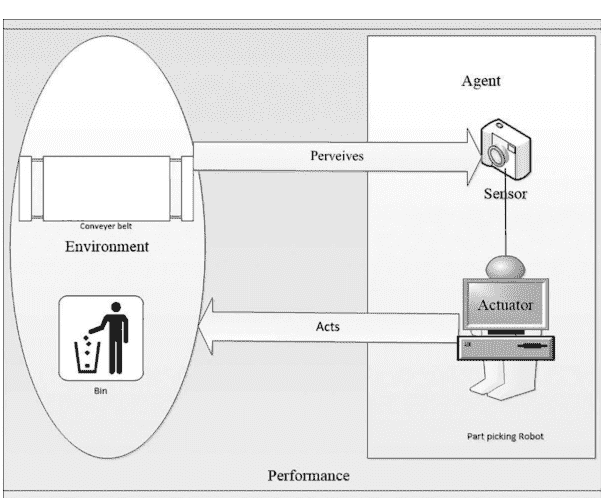 Agent
Perveives
Sensor
Conveyer belt
Environment
Actuator
Acts
Bin
Part picking Robot
Performance